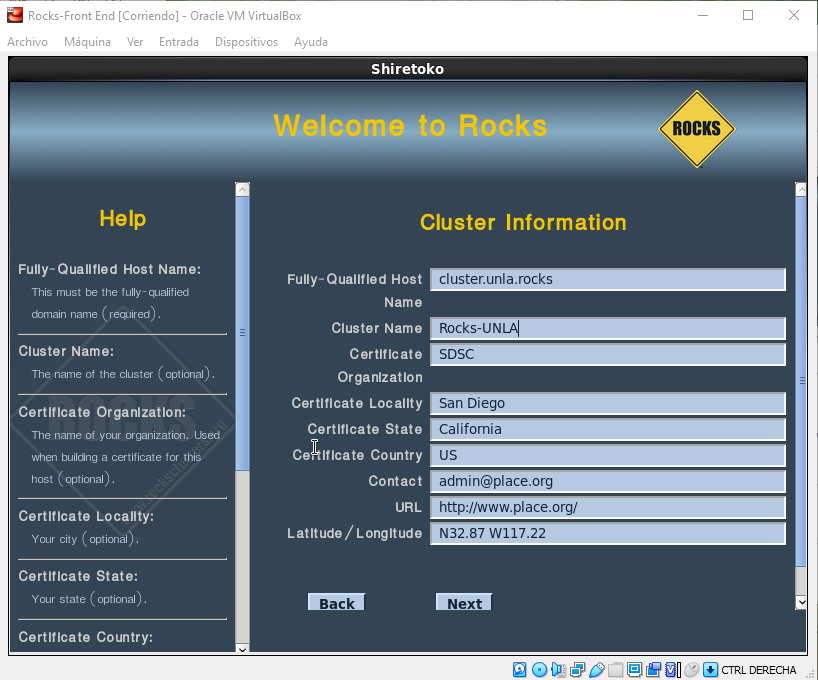 Rocks-Front End [Corriendo] - Oracle VM VirtualBox
Archivo Máquina Ver Entrada Dispositivos Ayuda
Shiretoko
Welcome to Rocks
ROCKS
Help
Fully-Qualified Host Name:
This must be the fully-qualified
domain name (required).
Cluster Name:
The name of the cluster (optional).
Certificate Organization:
The name of your organization. Used
when building a certificate for this
host (optional).
Certificate Locality:
Your city (optional).
Certificate State:
Your state (optional).
Certificate Country:
ROCKS
www.rocksclusters.org
Cluster Information
Fully-Qualified Host
Name
cluster.unla.rocks
Cluster Name Rocks-UNLA
Certificate
Organization
SDSC
Certificate Locality San Diego
Certificate State California
Certificate Country US
Contact admin@place.org
URL http://www.place.org/
Latitude/Longitude N32.87 W117.22
Back Next
CTRL DERECHA